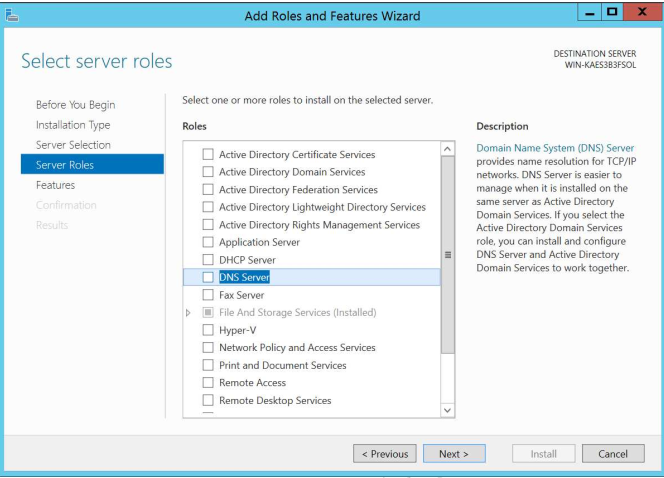 Add Roles and Features Wizard
Select server roles
DESTINATION SERVER
WIN-KAES3B3FSOL
Before You Begin
Installation Type
Server Selection
Server Roles
Features
Confirmation
Results
Select one or more roles to install on the selected server.
Roles
Active Directory Certificate Services
Active Directory Domain Services
Active Directory Federation Services
Active Directory Lightweight Directory Services
Active Directory Rights Management Services
Application Server
DHCP Server
DNS Server
Fax Server
File And Storage Services (Installed)
Hyper-V
Network Policy and Access Services
Print and Document Services
Remote Access
Remote Desktop Services
Description
Domain Name System (DNS) Server
provides name resolution for TCP/IP
networks. DNS Server is easier to
manage when it is installed on the
same server as Active Directory
Domain Services. If you select the
Active Directory Domain Services
role, you can install and configure
DNS Server and Active Directory
Domain Services to work together.
< Previous
Next >
Install
Cancel